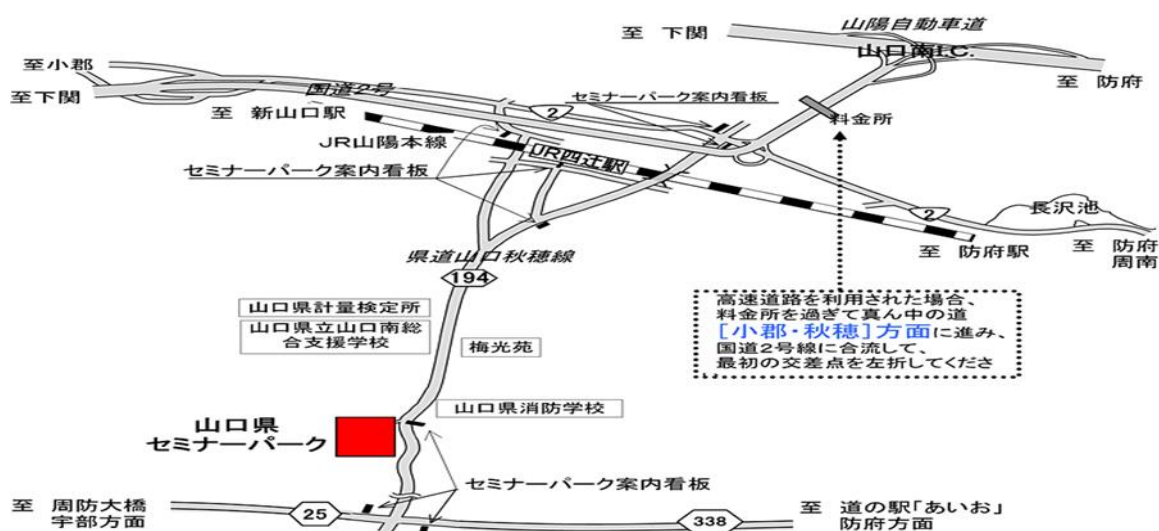 山陽自動車道
至 下関
山口南I.C.
至 防府
至小郡
至下関
国道2号
至 新山口駅
2
セミナーパーク案内看板
料金所
JR山陽本線
JR四辻駅
セミナーパーク案内看板
長沢池
2
至 防府駅
至 防府
周南
県道山口秋穂線
194
高速道路を利用された場合、
料金所を過ぎて真ん中の道
[小郡・秋穂]方面に進み、
国道2号線に合流して、
最初の交差点を左折してくださ
山口県計量検定所
山口県立山口南総
合支援学校
梅光苑
山口県消防学校
山口県
セミナーパーク
セミナーパーク案内看板
至 周防大橋
宇部方面
25
338
至 道の駅「あいお」
防府方面